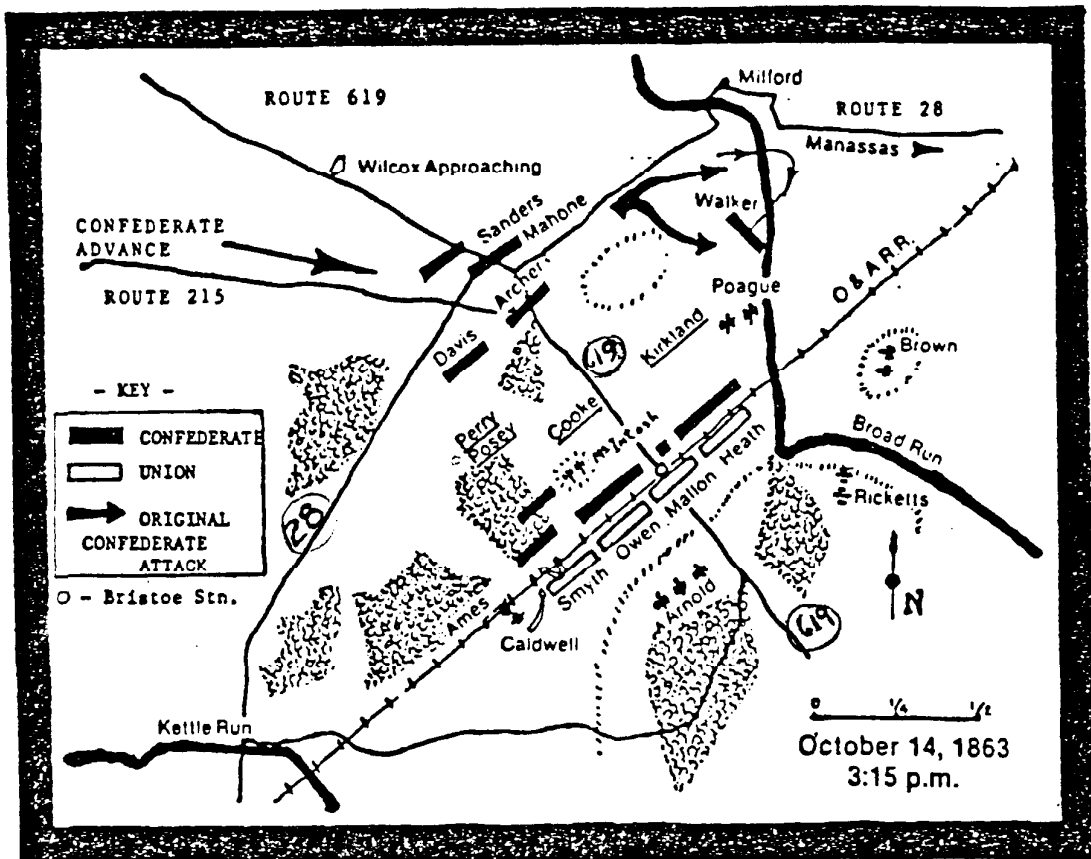 ROUTE 619
Milford
ROUTE 28
Manassas
Wilcox Approaching
Sanders
Mahone
Walker
CONFEDERATE
ADVANCE
ROUTE 215
Archer
O & A R.R.
Poague
Davis
Kirkland
619
Brown
- KEY -
CONFEDERATE
UNION
ORIGINAL
CONFEDERATE
ATTACK
O - Bristoe Stn.
Perry
Posey
Cooke
McIntosh
28
Broad Run
Ricketts
Smyth Owen Mallon Heath
Ames
Arnold
Caldwell
N
619
Kettle Run
0 1/4 1/2
October 14, 1863
3:15 p.m.